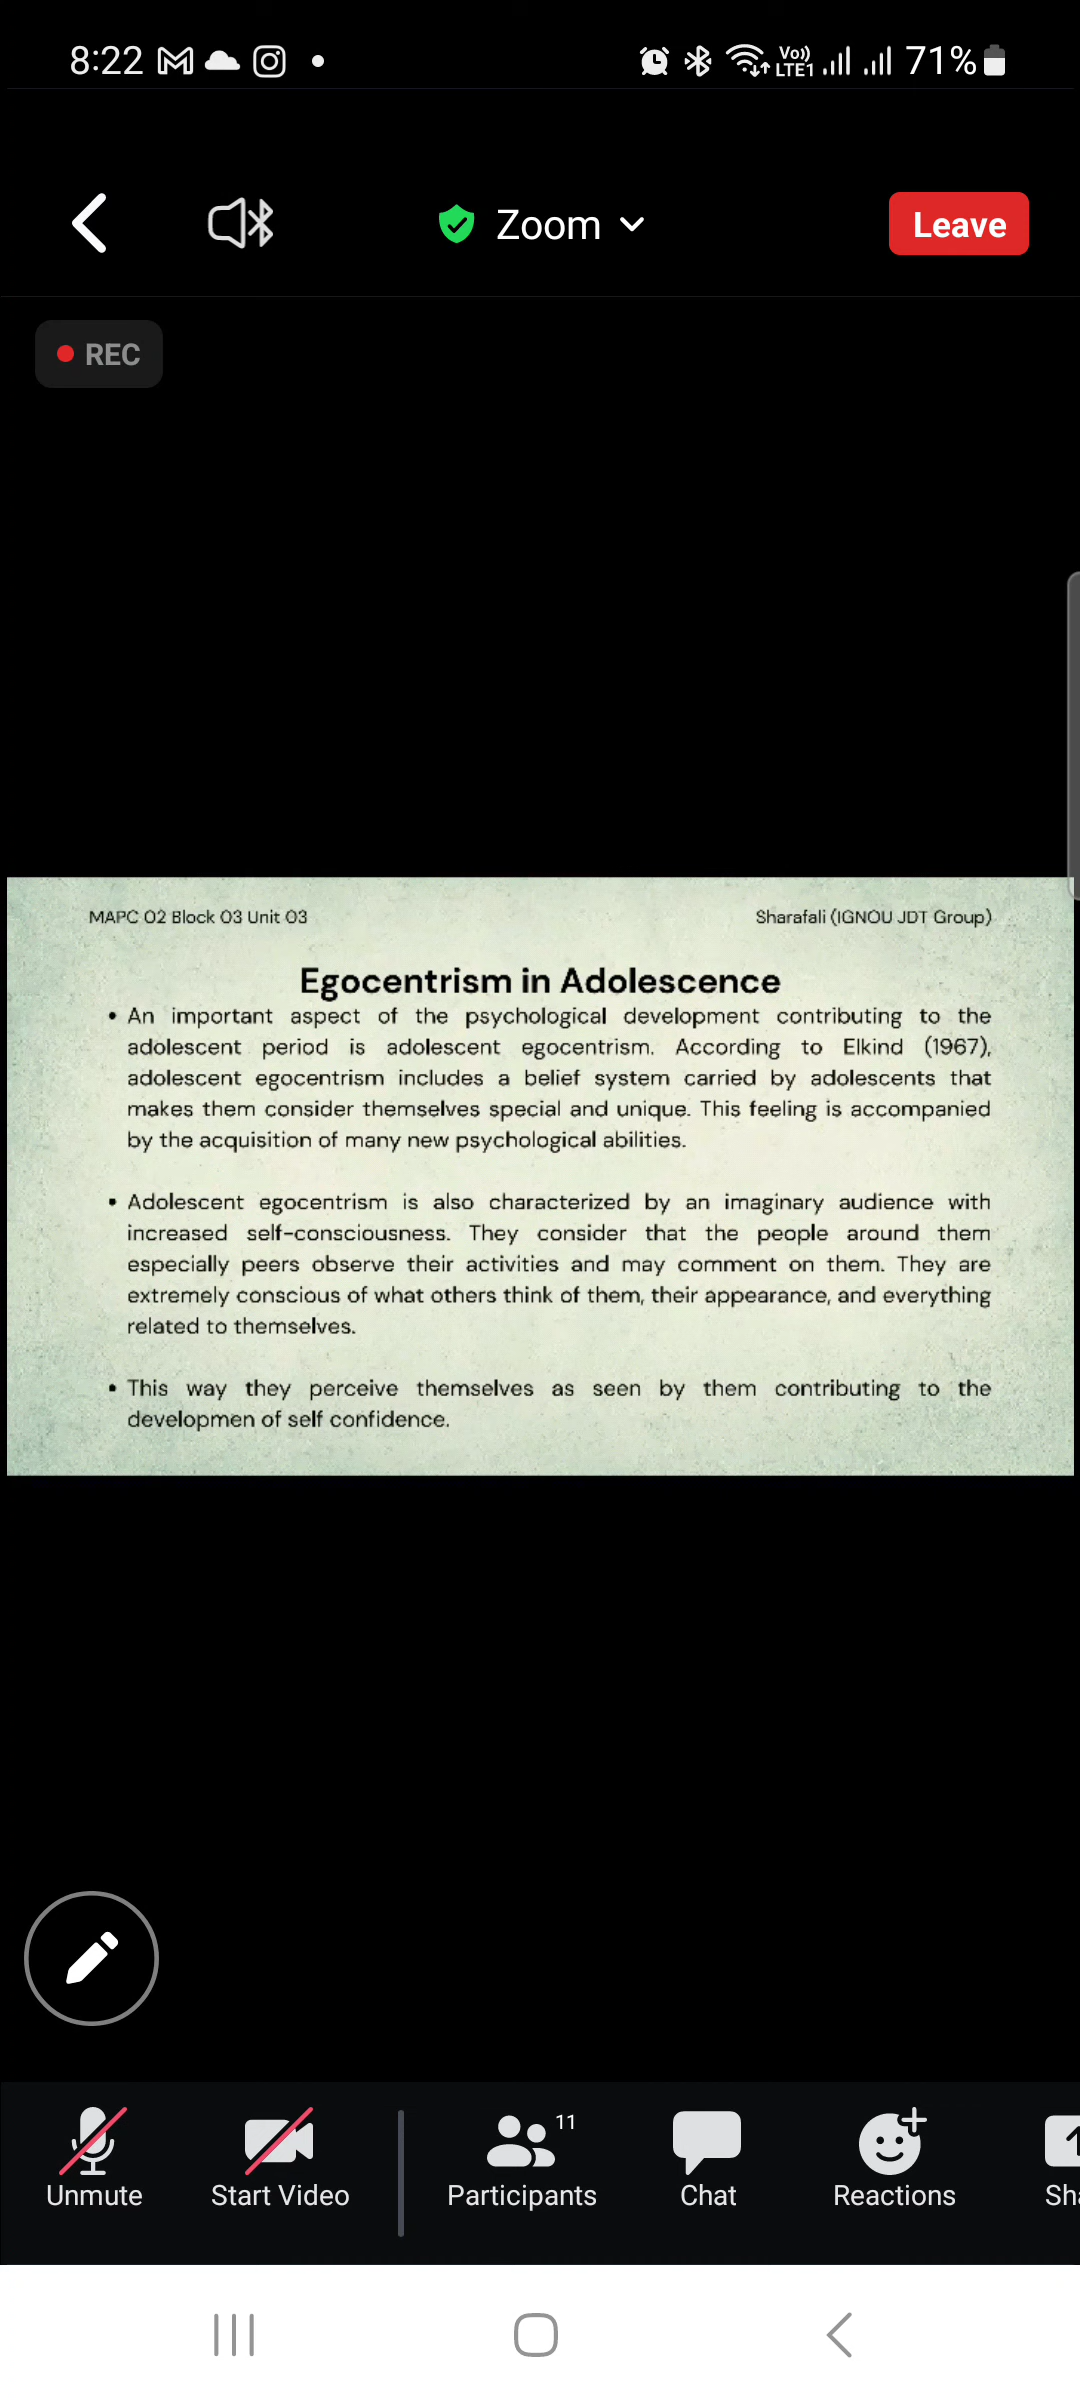 8:22
Vo))
LTE1
71%
Zoom
Leave
REC
MAPC 02 Block 03 Unit 03
Sharafali (IGNOU JDT Group)
Egocentrism in Adolescence
• An important aspect of the psychological development contributing to the
adolescent period is adolescent egocentrism. According to Elkind (1967),
adolescent egocentrism includes a belief system carried by adolescents that
makes them consider themselves special and unique. This feeling is accompanied
by the acquisition of many new psychological abilities.
• Adolescent egocentrism is also characterized by an imaginary audience with
increased self-consciousness. They consider that the people around them
especially peers observe their activities and may comment on them. They are
extremely conscious of what others think of them, their appearance, and everything
related to themselves.
• This way they perceive themselves as seen by them contributing to the
developmen of self confidence.
11
Unmute
Start Video
Participants
Chat
Reactions